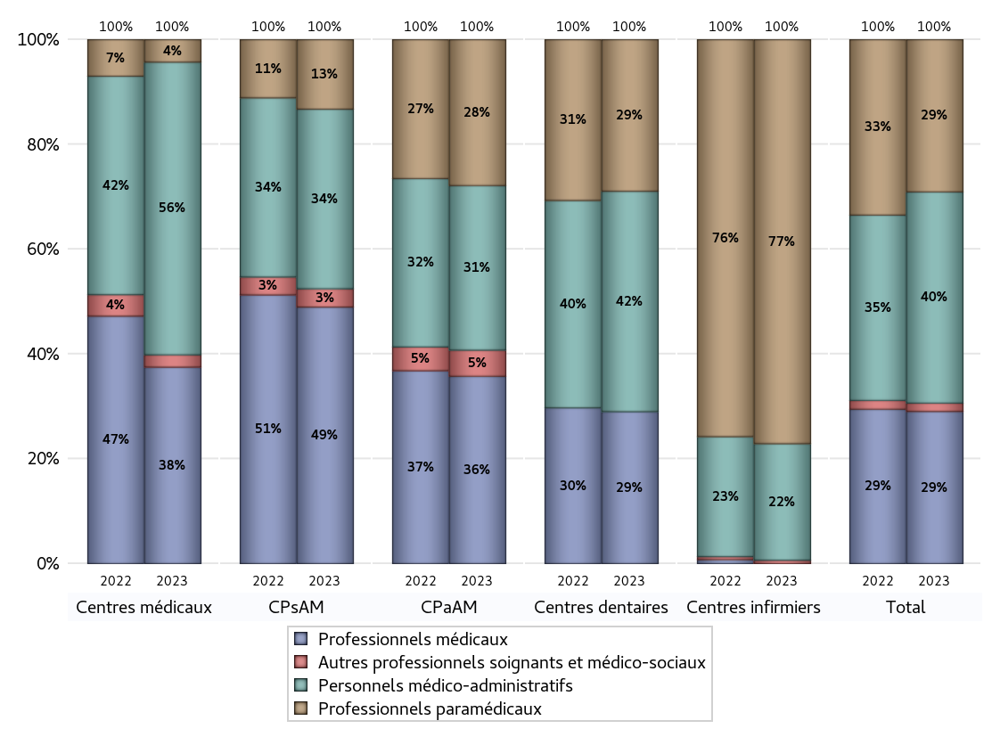 100% 100% 100% 100% 100% 100% 100% 100% 100% 100% 100% 100%
100%
7% 4% 11% 13% 27% 28% 31% 29% 76% 77% 33% 29%
80%
42% 56% 34% 34% 32% 31% 40% 42% 23% 22% 35% 40%
60%
4% 3% 3% 5% 5%
40%
47% 38% 51% 49% 37% 36% 30% 29% 29% 29%
20%
0%
2022 2023 2022 2023 2022 2023 2022 2023 2022 2023 2022 2023
Centres médicaux CPsAM CPaAM Centres dentaires Centres infirmiers Total
Professionnels médicaux
Autres professionnels soignants et médico-sociaux
Personnels médico-administratifs
Professionnels paramédicaux